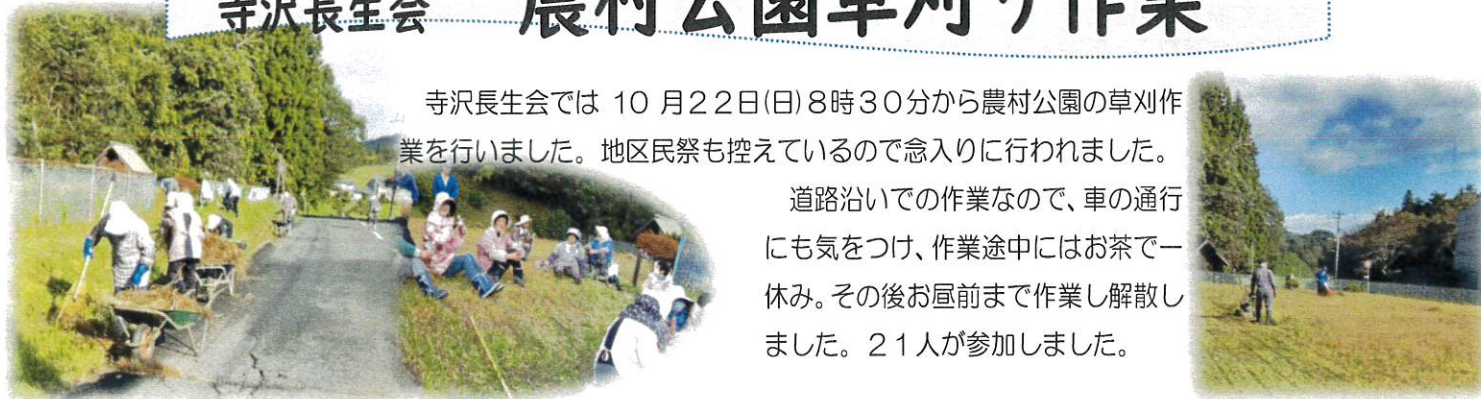 寺沢長生会 農村公園草刈り作業
寺沢長生会では 10 月22日(日)8時30分から農村公園の草刈作
業を行いました。地区民祭も控えているので念入りに行われました。
道路沿いでの作業なので、車の通行
にも気をつけ、作業途中にはお茶で一
休み。その後お昼前まで作業し解散し
ました。21人が参加しました。